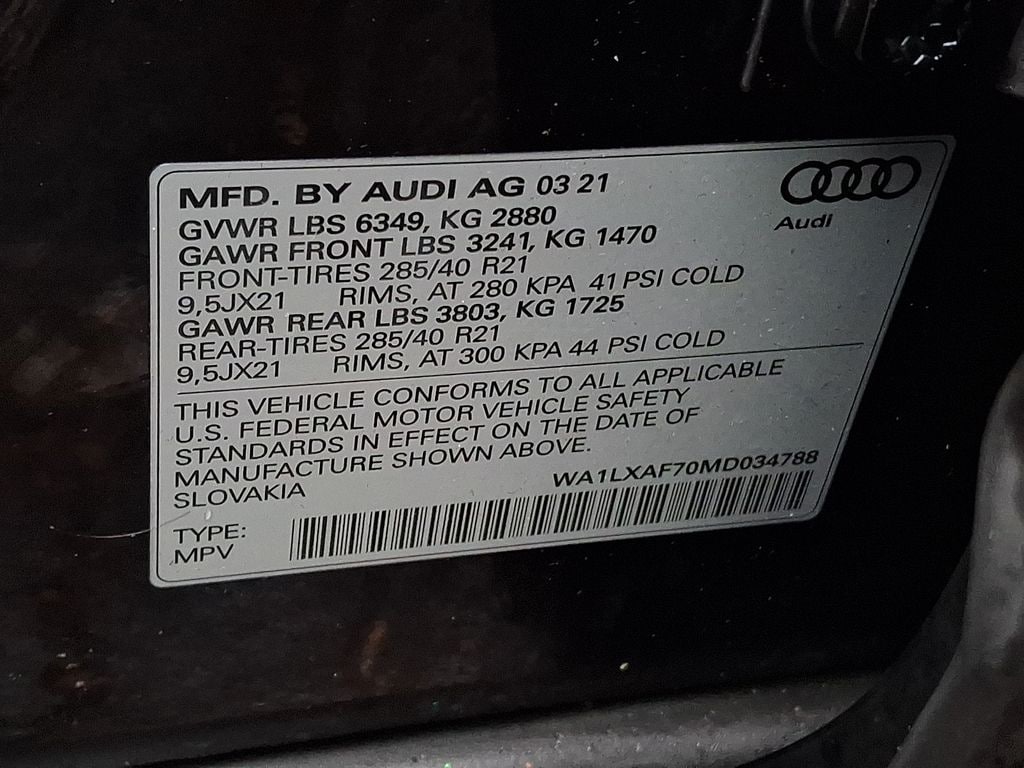 MFD. BY AUDI AG 03 21
Audi
GVWR LBS 6349, KG 2880
GAWR FRONT LBS 3241, KG 1470
FRONT-TIRES 285/40 R21
9,5JX21 RIMS, AT 280 KPA 41 PSI COLD
GAWR REAR LBS 3803, KG 1725
REAR-TIRES 285/40 R21
9,5JX21 RIMS, AT 300 KPA 44 PSI COLD
THIS VEHICLE CONFORMS TO ALL APPLICABLE
U.S. FEDERAL MOTOR VEHICLE SAFETY
STANDARDS IN EFFECT ON THE DATE OF
MANUFACTURE SHOWN ABOVE.
SLOVAKIA
WA1LXAF70MD034788
TYPE:
MPV